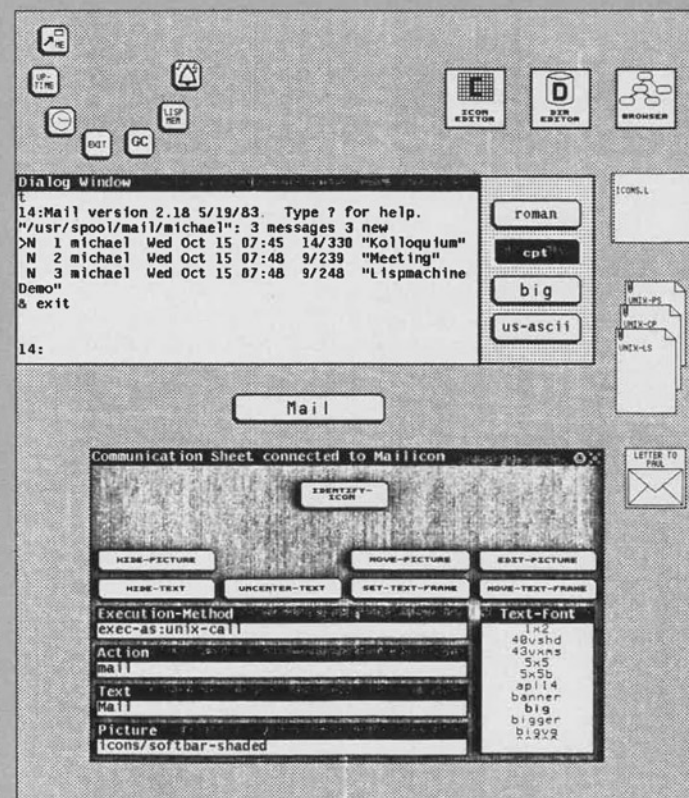 ME
UP-
TIME
LISP
MEM
EXIT
GC
C
ICON
EDITOR
D
DIR
EDITOR
BROWSER
Dialog Window
t
14:Mail version 2.18 5/19/83.  Type ? for help.
"/usr/spool/mail/michael": 3 messages 3 new
>N  1 michael  Wed Oct 15 07:45  14/330 "Kolloquium"
 N  2 michael  Wed Oct 15 07:48  9/239  "Meeting"
 N  3 michael  Wed Oct 15 07:48  9/248  "Lispmachine
Demo"
& exit
14:
roman
cpt
big
us-ascii
ICONS.L
UNIX-PS
UNIX-CP
UNIX-LS
LETTER TO
PAUL
Mail
Communication Sheet connected to Mailicon
IDENTIFY-
ICON
HIDE-PICTURE
MOVE-PICTURE
EDIT-PICTURE
HIDE-TEXT
UNCENTER-TEXT
SET-TEXT-FRAME
MOVE-TEXT-FRAME
Execution-Method
exec-as:unix-call
Action
mail
Text
Mail
Picture
icons/softbar-shaded
Text-Font
1x2
40vshd
43vxms
5x5
5x5b
apl14
banner
big
bigger
bigvg